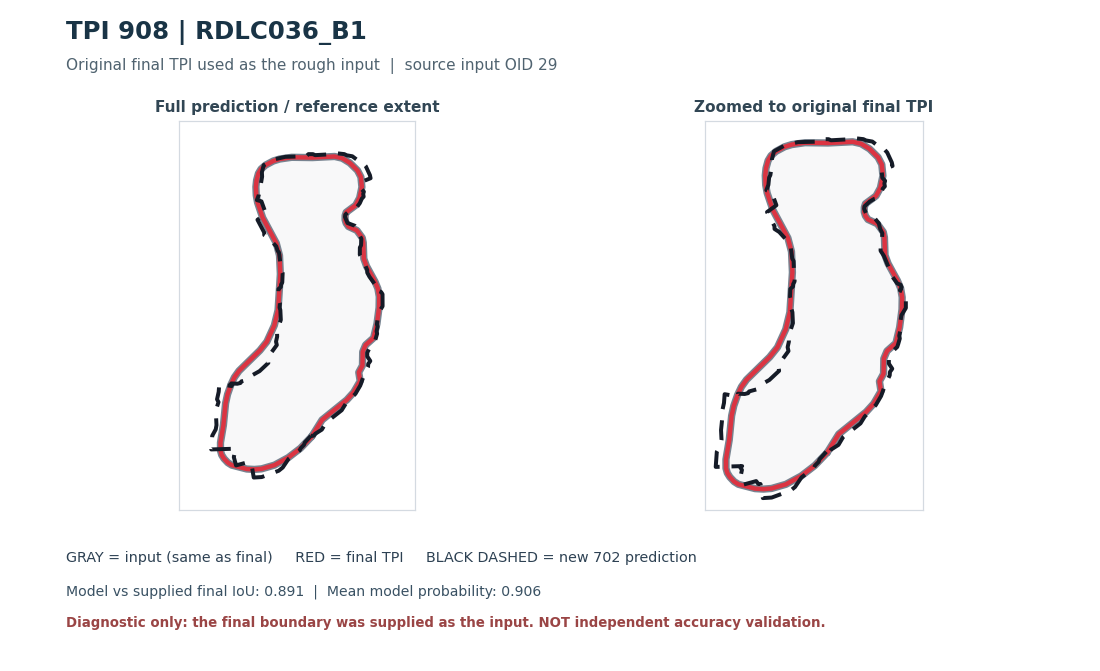 TPI 908 | RDLC036_B1
Original final TPI used as the rough input | source input OID 29
Full prediction / reference extent
Zoomed to original final TPI
GRAY = input (same as final) RED = final TPI BLACK DASHED = new 702 prediction
Model vs supplied final IoU: 0.891 | Mean model probability: 0.906
Diagnostic only: the final boundary was supplied as the input. NOT independent accuracy validation.